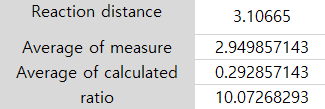 Reaction distance 3.10665
Average of measure 2.949857143
Average of calculated 0.292857143
ratio 10.07268293